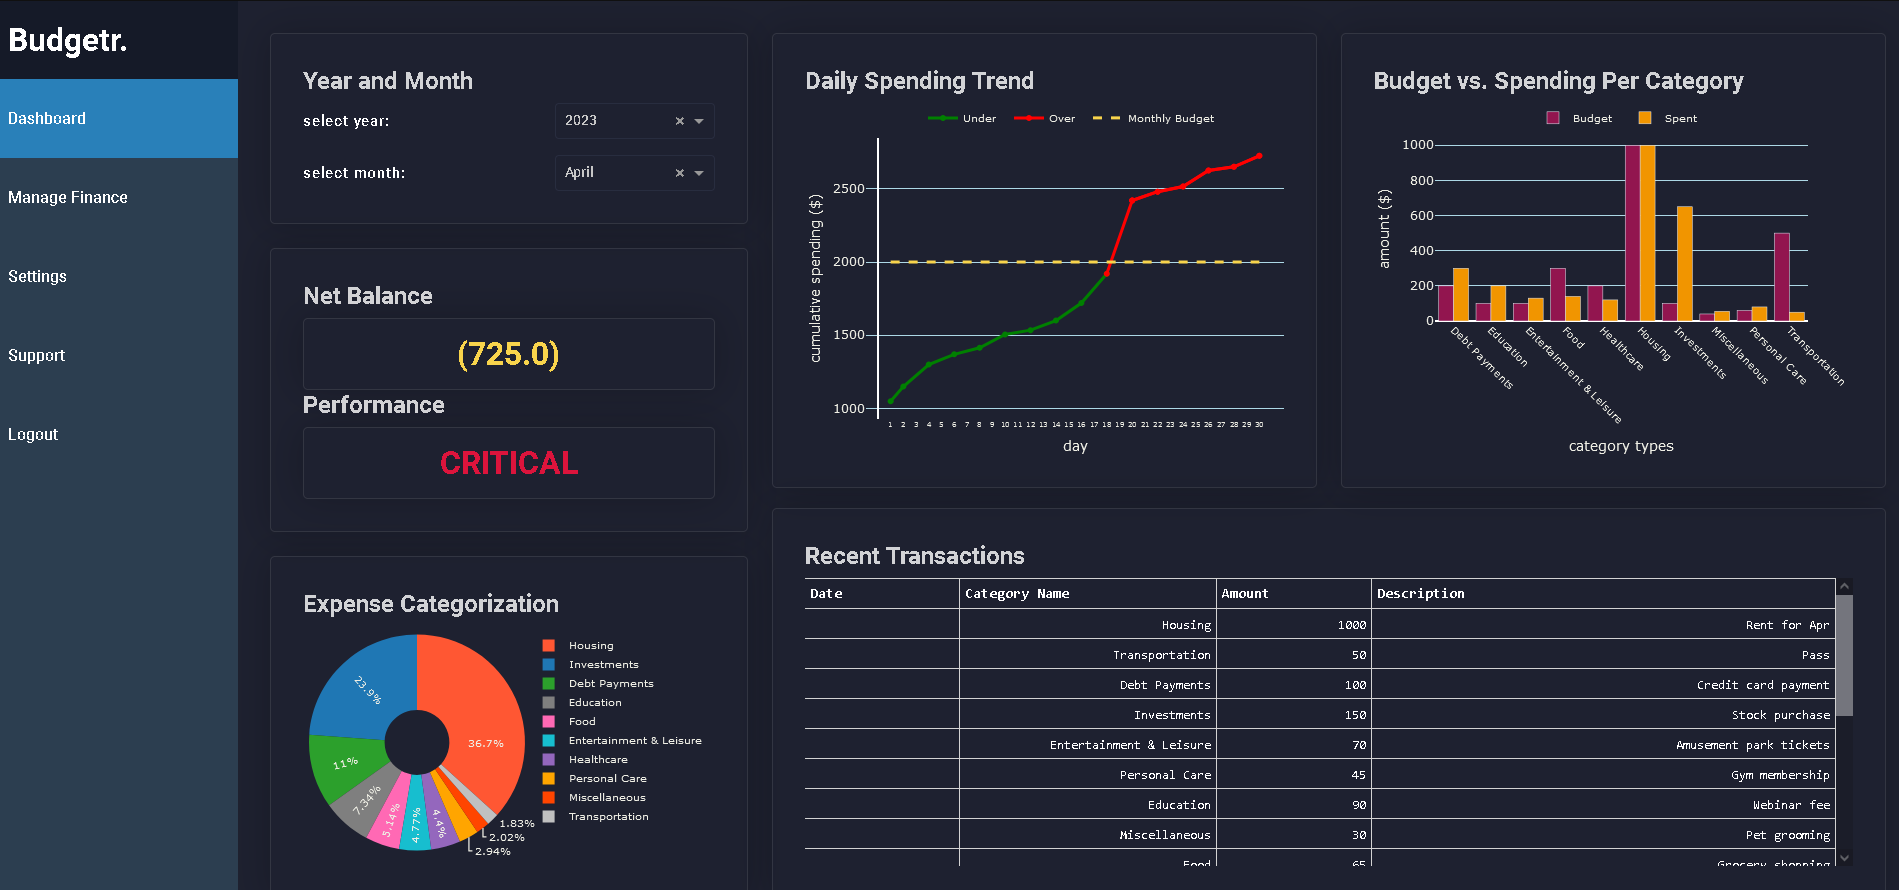 Budgetr.
Dashboard
Manage Finance
Settings
Support
Logout
Year and Month
select year:
2023
select month:
April
Net Balance
(725.0)
Performance
CRITICAL
Expense Categorization
36.7%
23.9%
11%
7.34%
5.14%
4.77%
4.4%
2.94%
2.02%
1.83%
Housing
Investments
Debt Payments
Education
Food
Entertainment & Leisure
Healthcare
Personal Care
Miscellaneous
Transportation
Daily Spending Trend
Under Over Monthly Budget
cumulative spending ($)
2500
2000
1500
1000
1 2 3 4 5 6 7 8 9 10 11 12 13 14 15 16 17 18 19 20 21 22 23 24 25 26 27 28 29 30
day
Budget vs. Spending Per Category
Budget Spent
amount ($)
1000
800
600
400
200
0
Debt Payments
Education
Entertainment & Leisure
Food
Healthcare
Housing
Investments
Miscellaneous
Personal Care
Transportation
category types
Recent Transactions
Date Category Name Amount Description
Housing 1000 Rent for Apr
Transportation 50 Pass
Debt Payments 100 Credit card payment
Investments 150 Stock purchase
Entertainment & Leisure 70 Amusement park tickets
Personal Care 45 Gym membership
Education 90 Webinar fee
Miscellaneous 30 Pet grooming
Food 65 Grocery shopping